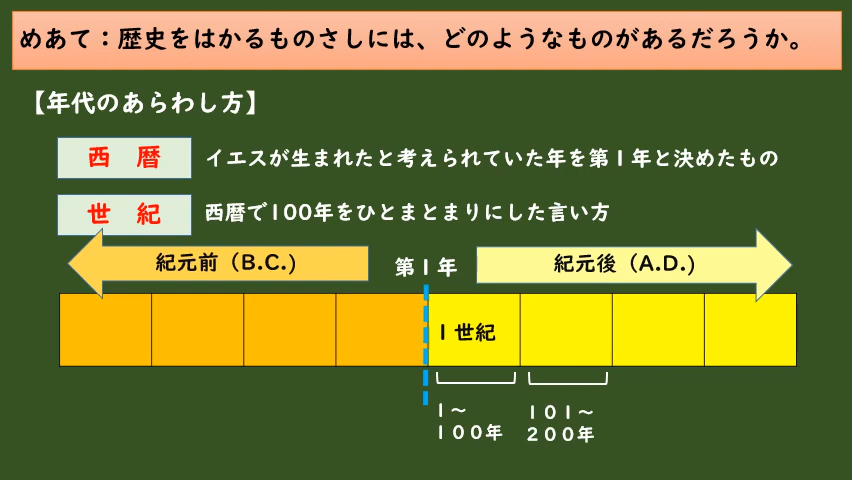 めあて：歴史をはかるものさしには、どのようなものがあるだろうか。
【年代のあらわし方】
西　暦
イエスが生まれたと考えられていた年を第１年と決めたもの
世　紀
西暦で100年をひとまとまりにした言い方
紀元前（B.C.）
第１年
紀元後（A.D.）
１世紀
１～
１００年
１０１～
２００年